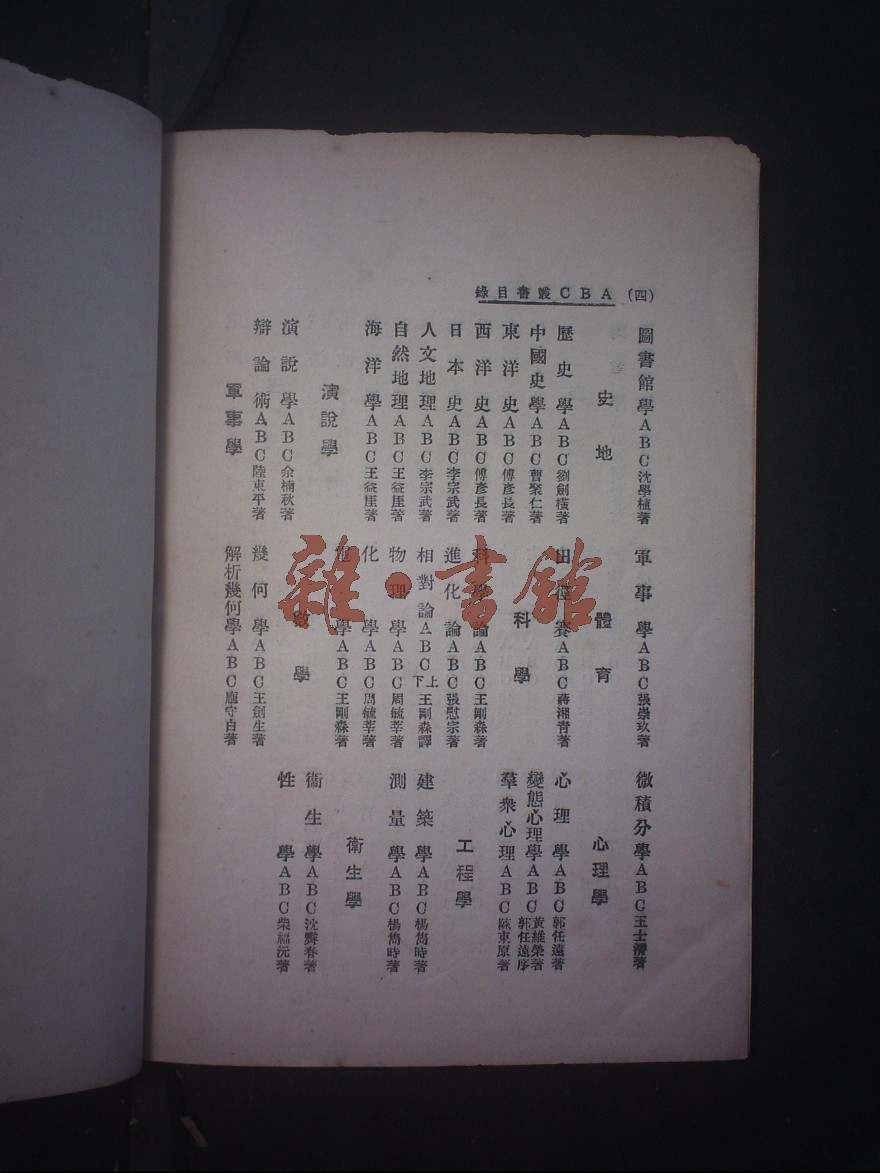 (四) ABC叢書目錄
圖書館學ABC沈學植著
史地
歷史學ABC劉劍橫著
中國史學ABC曹聚仁著
東洋史ABC傅彥長著
西洋史ABC傅彥長著
日本史ABC李宗武著
人文地理ABC李宗武著
自然地理ABC王益厓著
海洋學ABC王益厓著
演說學
演說學ABC余楠秋著
辯論術ABC陸東平著
軍事學
軍事學ABC張崇玖著
體育
田徑賽ABC蔣湘青著
科學
科學論ABC王剛森著
進化論ABC張慰宗著
相對論ABC上下王剛森譯
物理學ABC周毓莘著
化學ABC周毓莘著
電學ABC王剛森著
數學
幾何學ABC王劍生著
解析幾何學ABC龐守白著
微積分學ABC王士濳著
心理學
心理學ABC郭任遠著
變態心理學ABC黃維榮著郭任遠序
羣衆心理ABC陳東原著
工程學
建築學ABC楊雋時著
測量學ABC楊雋時著
衛生學
衞生學ABC沈霽春著
性學ABC柴福沅著
雜·書館